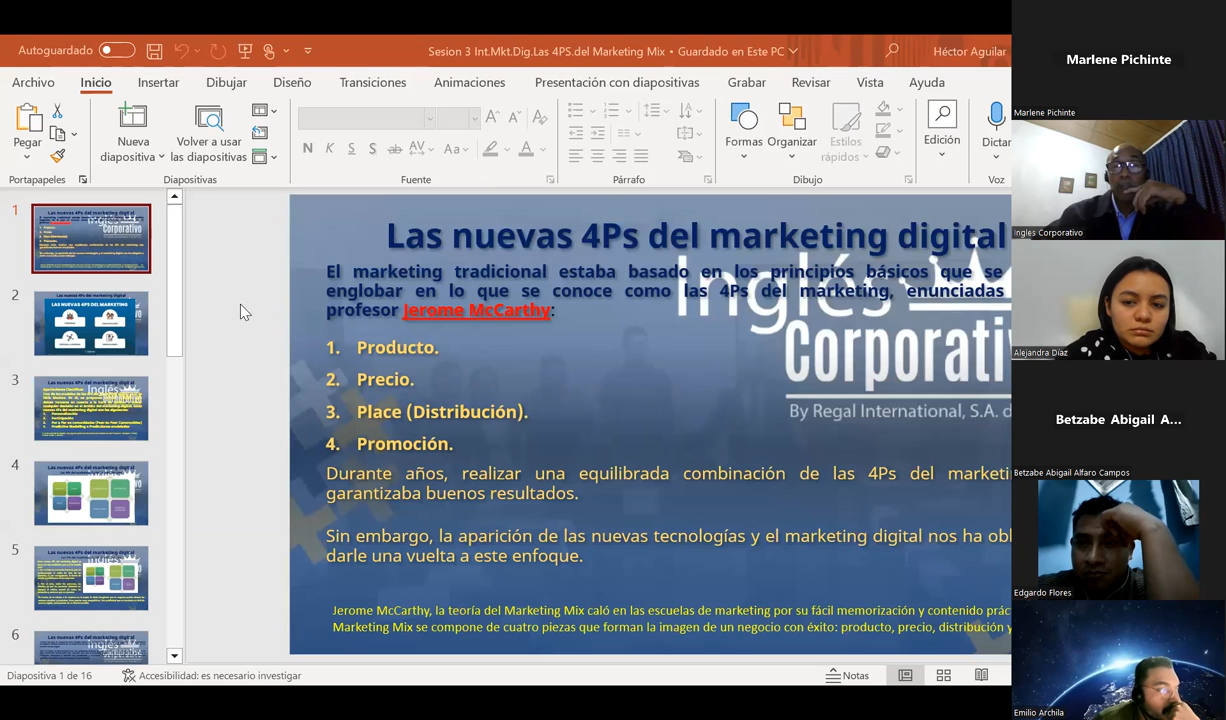 Autoguardado
Sesion 3 Int.Mkt.Dig.Las 4PS.del Marketing Mix • Guardado en Este PC
Héctor Aguilar
Archivo Inicio Insertar Dibujar Diseño Transiciones Animaciones Presentación con diapositivas Grabar Revisar Vista Ayuda
Pegar
Nueva diapositiva
Volver a usar las diapositivas
N K S S ab AV Aa A
Formas
Organizar
Estilos rápidos
Edición
Dictar
Portapapeles Diapositivas Fuente Párrafo Dibujo Voz
1
2
3
4
5
6
Las nuevas 4Ps del marketing digital
El marketing tradicional estaba basado en los principios básicos que se
englobar en lo que se conoce como las 4Ps del marketing, enunciadas
profesor Jerome McCarthy:
1. Producto.
2. Precio.
3. Place (Distribución).
4. Promoción.
Durante años, realizar una equilibrada combinación de las 4Ps del marketi
garantizaba buenos resultados.
Sin embargo, la aparición de las nuevas tecnologías y el marketing digital nos ha obl
darle una vuelta a este enfoque.
Jerome McCarthy, la teoría del Marketing Mix caló en las escuelas de marketing por su fácil memorización y contenido prác
Marketing Mix se compone de cuatro piezas que forman la imagen de un negocio con éxito: producto, precio, distribución y
Inglés
Corporativ
By Regal International, S.A. d
Diapositiva 1 de 16
Accesibilidad: es necesario investigar
Notas
Marlene Pichinte
Marlene Pichinte
Ingles Corporativo
Alejandra Díaz
Betzabe Abigail A...
Betzabe Abigail Alfaro Campos
Edgardo Flores
Emilio Archila